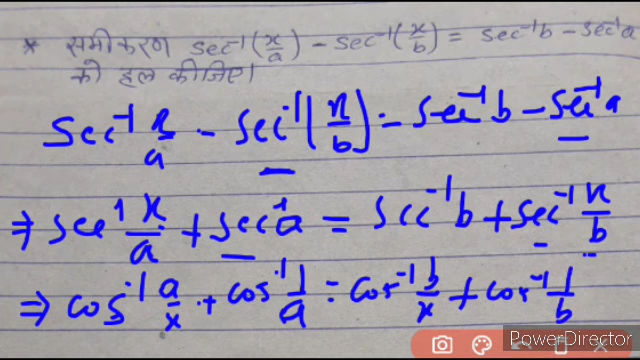 * समीकरण sec⁻¹(x/a) - sec⁻¹(x/b) = sec⁻¹b - sec⁻¹a
को हल कीजिए।
Sec⁻¹ x/a - sec⁻¹(x/b) = sec⁻¹b - sec⁻¹a
⇒ sec⁻¹ x/a + sec⁻¹a = sec⁻¹b + sec⁻¹ x/b
⇒ cos⁻¹ a/x + cos⁻¹ 1/a = cos⁻¹ b/x + cos⁻¹ 1/b
PowerDirector